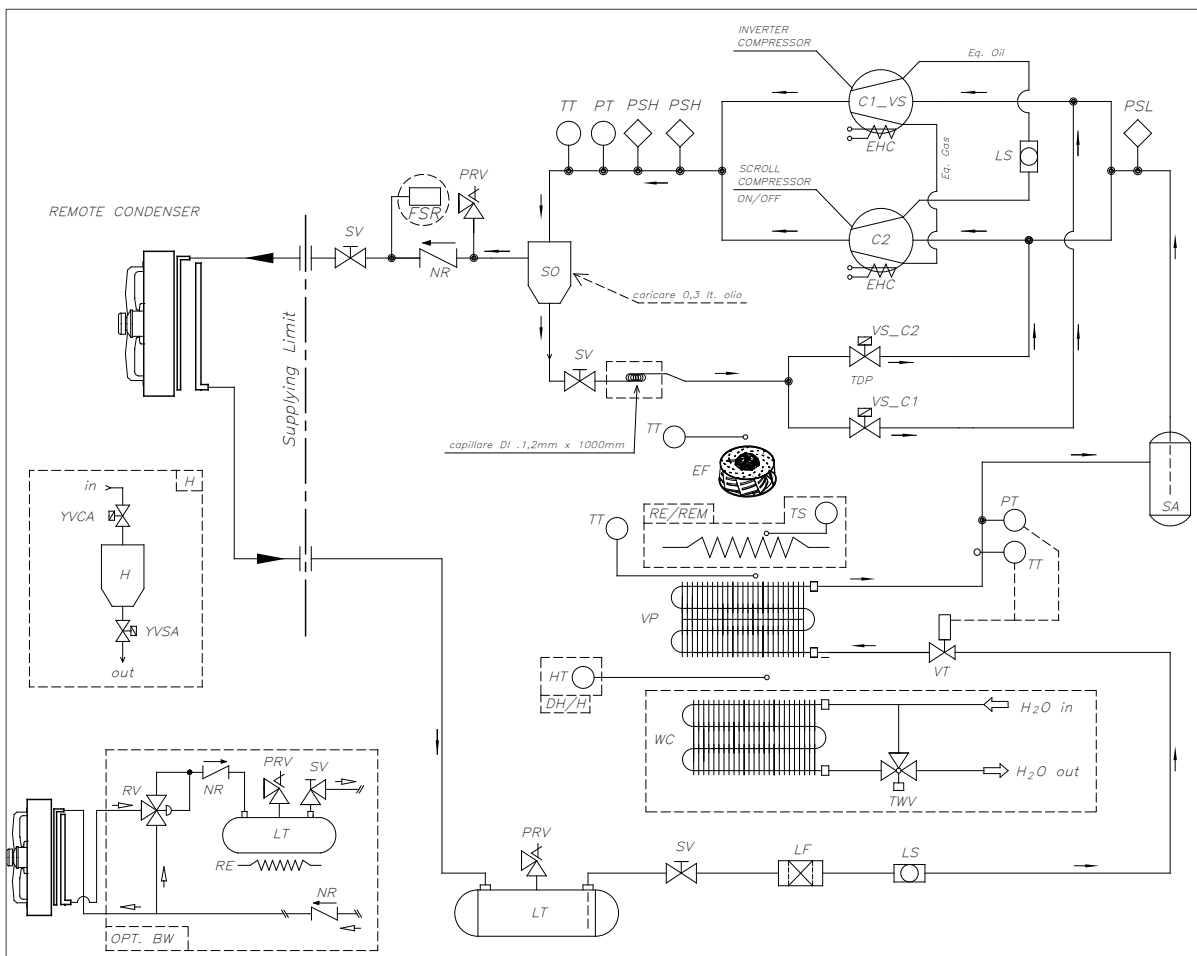 INVERTER
COMPRESSOR
Eq. Oil
C1_VS
EHC
TT
PT
PSH
PSH
PSL
Eq. Gas
LS
SCROLL
COMPRESSOR
ON/OFF
C2
EHC
PRV
FSR
REMOTE CONDENSER
SV
NR
SO
caricare 0,3 lt. olio
Supplying Limit
SV
VS_C2
TDP
VS_C1
capillare DI .1,2mm x 1000mm
TT
EF
SA
H
in
YVCA
H
YVSA
out
RE/REM
TS
TT
PT
TT
VP
VT
HT
DH/H
WC
H2O in
H2O out
TWV
RV
NR
PRV
SV
LT
RE
NR
OPT. BW
PRV
LT
SV
LF
LS